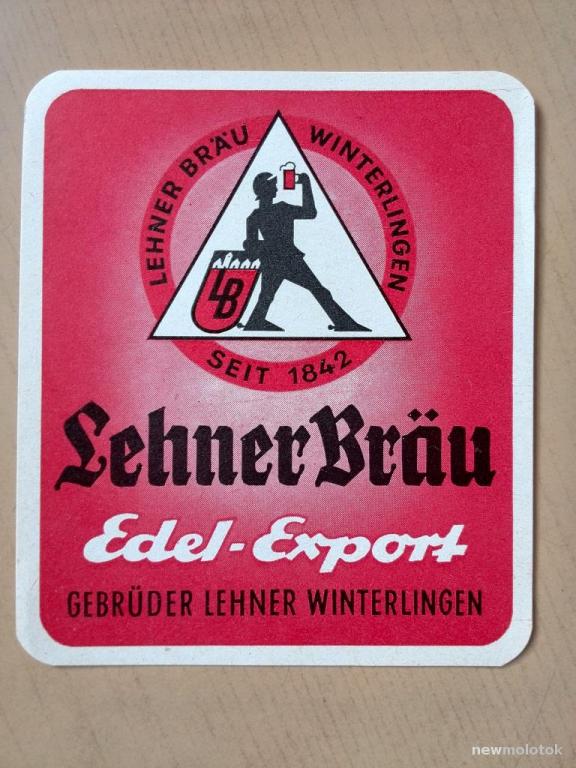 LEHNER BRÄU WINTERLINGEN
LB
SEIT 1842
Lehner Bräu
Edel-Export
GEBRÜDER LEHNER WINTERLINGEN
newmolotok